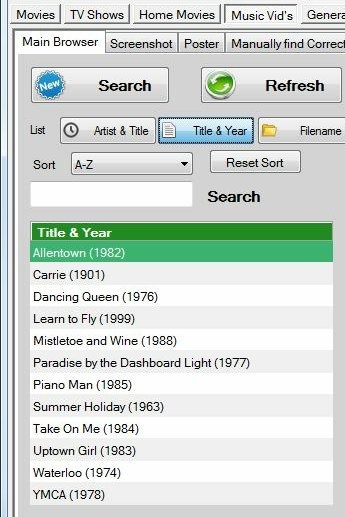 Movies TV Shows Home Movies Music Vid's Genera
Main Browser Screenshot Poster Manually find Correct
New Search Refresh
List Artist & Title Title & Year Filename
Sort A-Z Reset Sort
Search
Title & Year
Allentown (1982)
Carrie (1901)
Dancing Queen (1976)
Learn to Fly (1999)
Mistletoe and Wine (1988)
Paradise by the Dashboard Light (1977)
Piano Man (1985)
Summer Holiday (1963)
Take On Me (1984)
Uptown Girl (1983)
Waterloo (1974)
YMCA (1978)